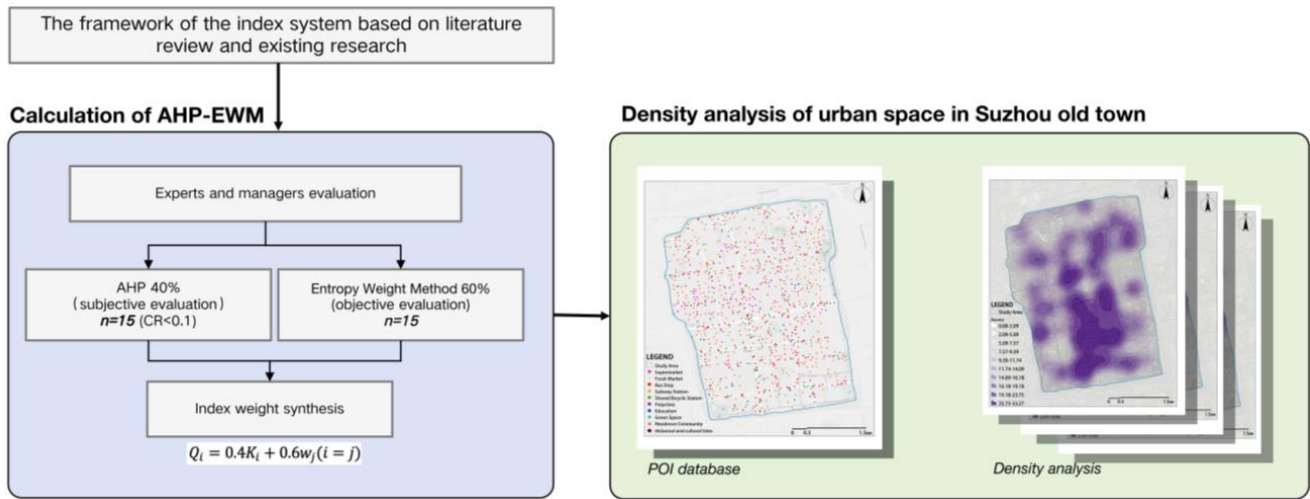 The framework of the index system based on literature
review and existing research
Calculation of AHP-EWM
Experts and managers evaluation
AHP 40%
(subjective evaluation)
n=15 (CR<0.1)
Entropy Weight Method 60%
(objective evaluation)
n=15
Index weight synthesis
Q_i = 0.4K_i + 0.6w_j(i = j)
Density analysis of urban space in Suzhou old town
N
LEGEND
Study Area
Supermarket
Fresh Market
Bus Stop
Subway Station
Shared Bicycle Station
Polyclinic
Education
Green Space
Residence Community
Historical and cultural Sites
POI database
N
N
N
LEGEND
Study Area
Density analysis